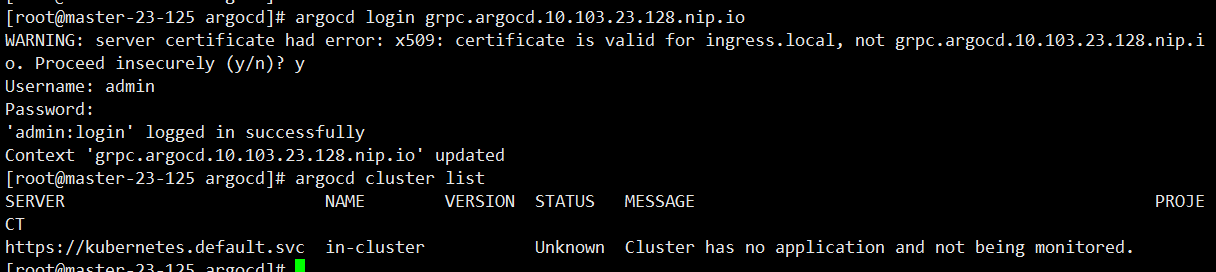 [root@master-23-125 argocd]# argocd login grpc.argocd.10.103.23.128.nip.io
WARNING: server certificate had error: x509: certificate is valid for ingress.local, not grpc.argocd.10.103.23.128.nip.i
o. Proceed insecurely (y/n)? y
Username: admin
Password:
'admin:login' logged in successfully
Context 'grpc.argocd.10.103.23.128.nip.io' updated
[root@master-23-125 argocd]# argocd cluster list
SERVER                          NAME        VERSION  STATUS   MESSAGE                                              PROJE
CT
https://kubernetes.default.svc  in-cluster           Unknown  Cluster has no application and not being monitored.
[root@master-23-125 argocd]#